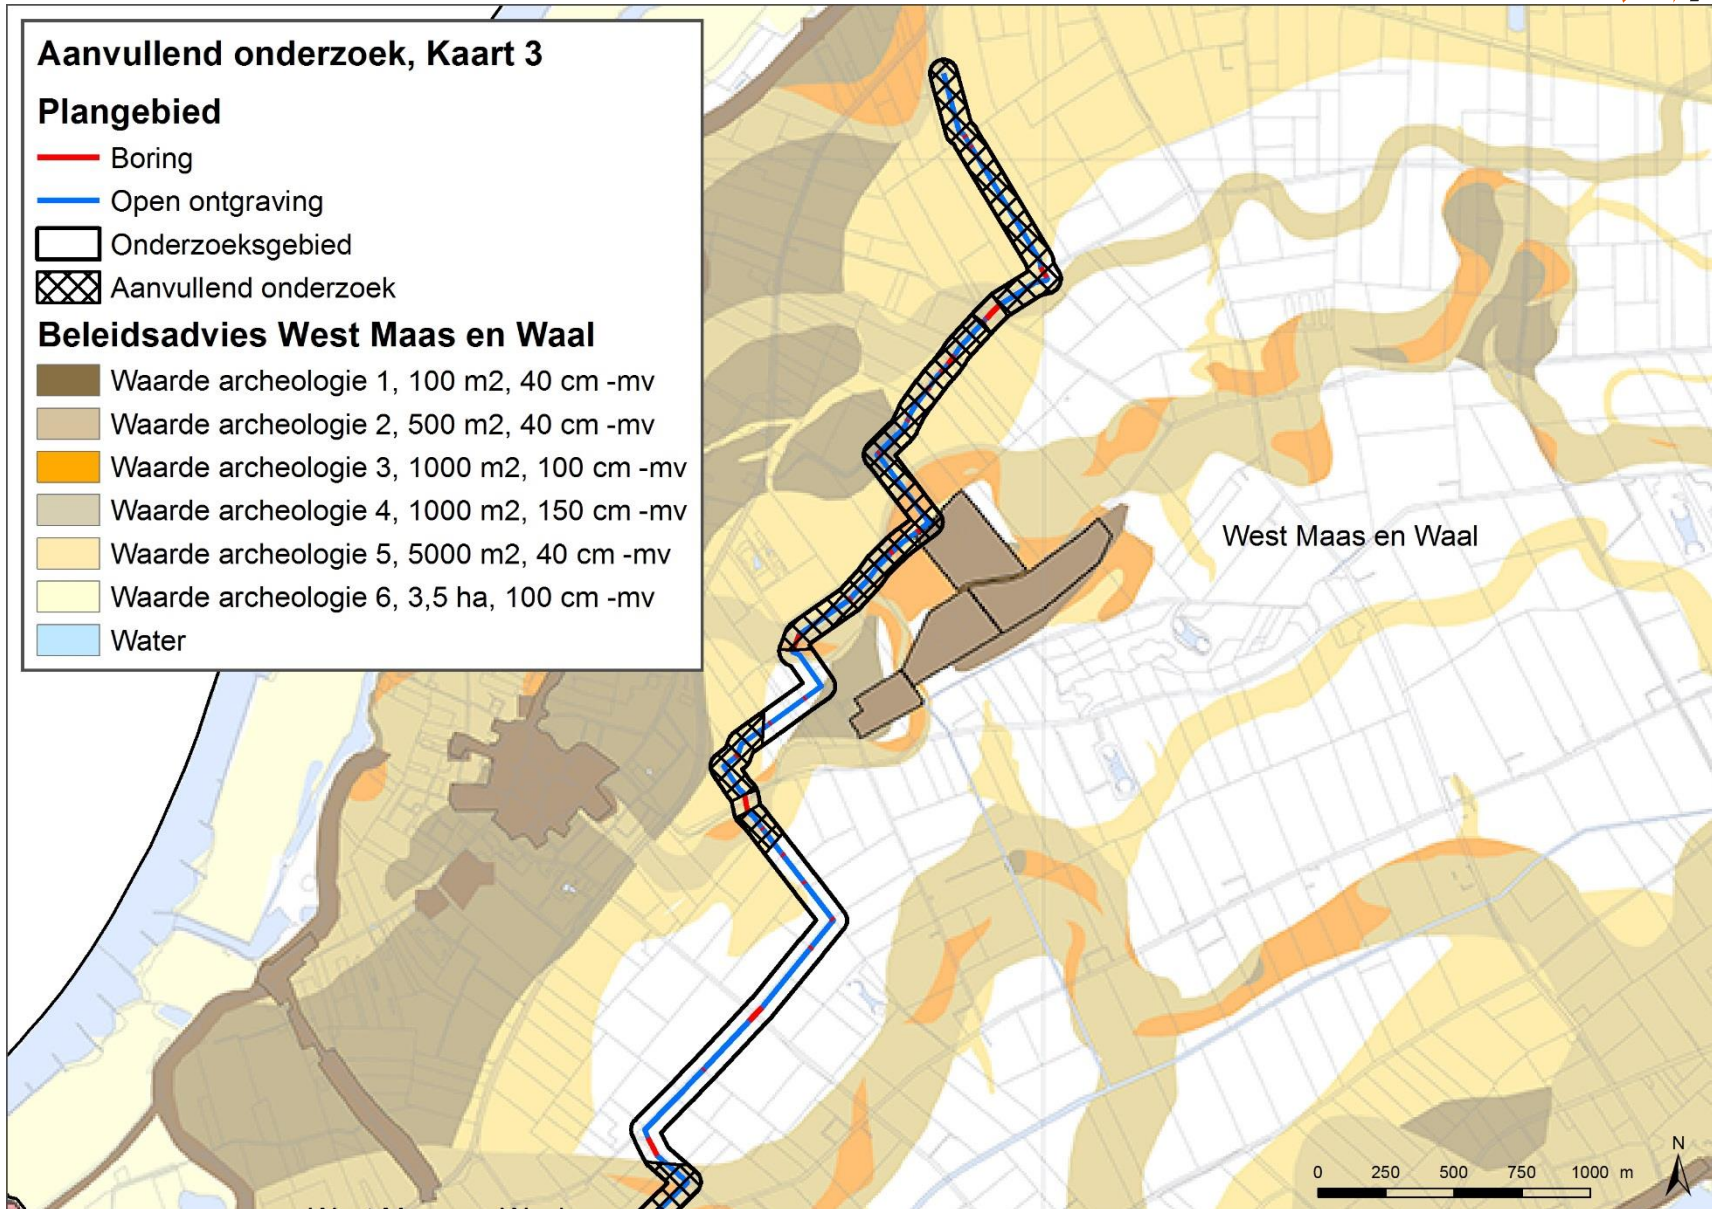 Aanvullend onderzoek, Kaart 3
Plangebied
Boring
Open ontgraving
Onderzoeksgebied
Aanvullend onderzoek
Beleidsadvies West Maas en Waal
Waarde archeologie 1, 100 m2, 40 cm -mv
Waarde archeologie 2, 500 m2, 40 cm -mv
Waarde archeologie 3, 1000 m2, 100 cm -mv
Waarde archeologie 4, 1000 m2, 150 cm -mv
Waarde archeologie 5, 5000 m2, 40 cm -mv
Waarde archeologie 6, 3,5 ha, 100 cm -mv
Water
West Maas en Waal
N
0 250 500 750 1000 m